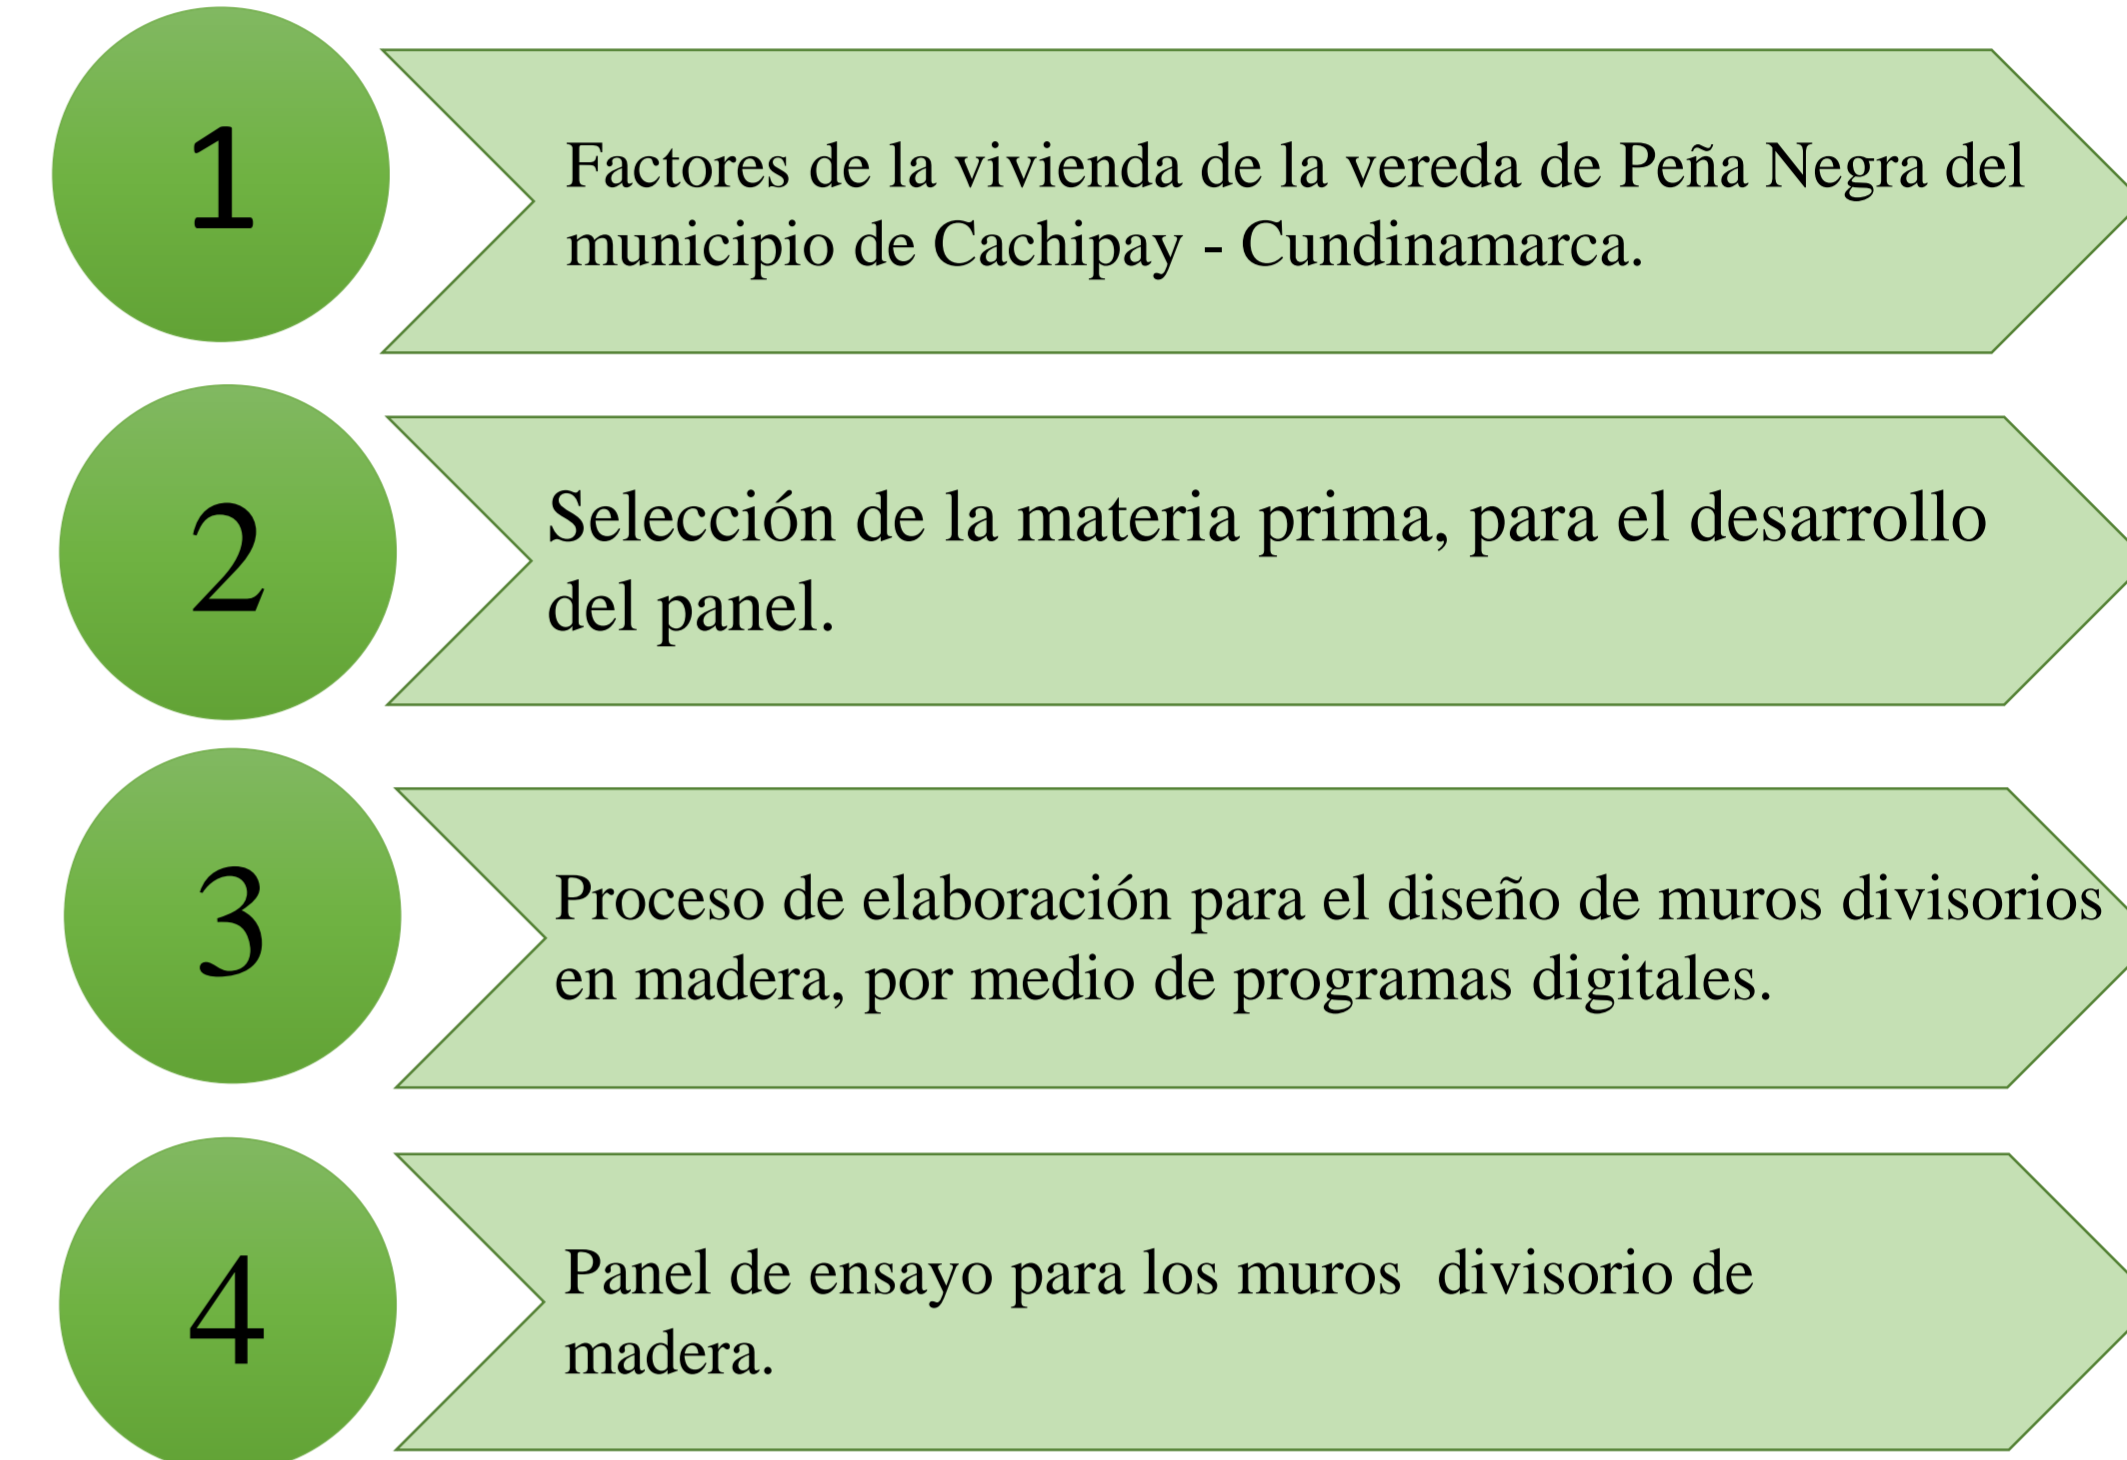 1
Factores de la vivienda de la vereda de Peña Negra del
municipio de Cachipay - Cundinamarca.
2
Selección de la materia prima, para el desarrollo
del panel.
3
Proceso de elaboración para el diseño de muros divisorios
en madera, por medio de programas digitales.
4
Panel de ensayo para los muros  divisorio de
madera.